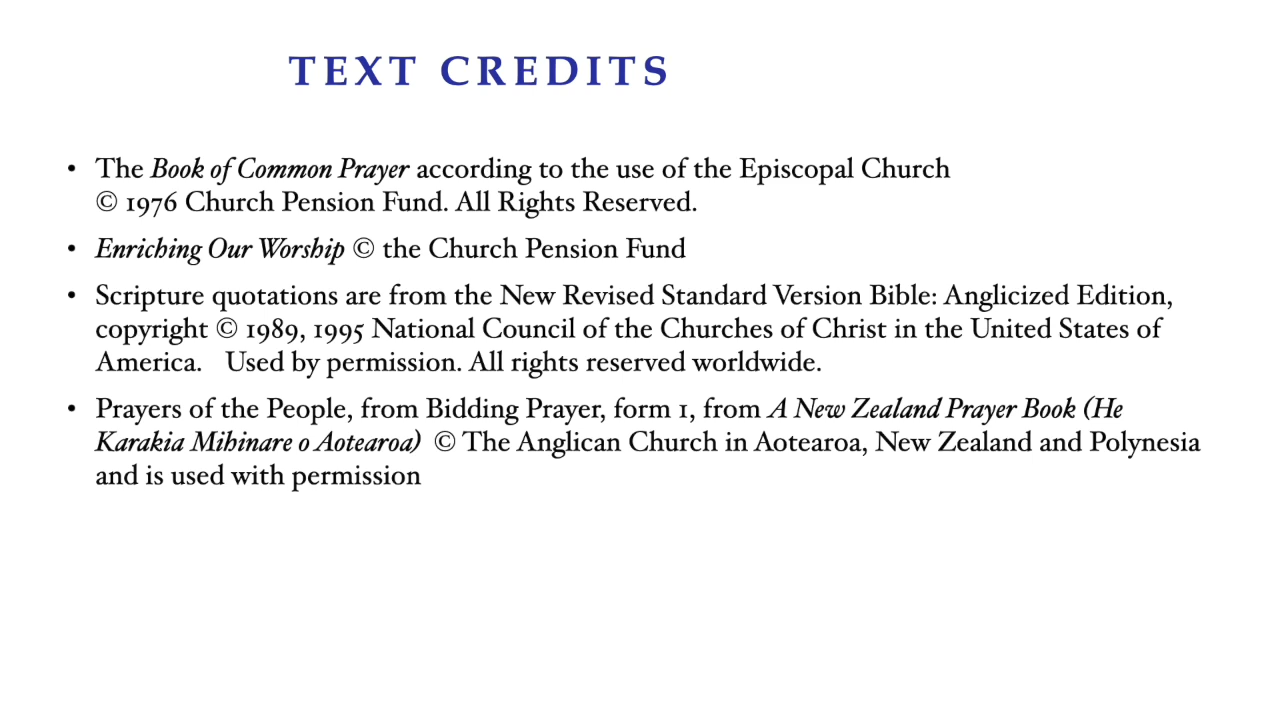 TEXT CREDITS
• The Book of Common Prayer according to the use of the Episcopal Church
© 1976 Church Pension Fund. All Rights Reserved.
• Enriching Our Worship © the Church Pension Fund
• Scripture quotations are from the New Revised Standard Version Bible: Anglicized Edition,
copyright © 1989, 1995 National Council of the Churches of Christ in the United States of
America. Used by permission. All rights reserved worldwide.
• Prayers of the People, from Bidding Prayer, form 1, from A New Zealand Prayer Book (He
Karakia Mihinare o Aotearoa) © The Anglican Church in Aotearoa, New Zealand and Polynesia
and is used with permission